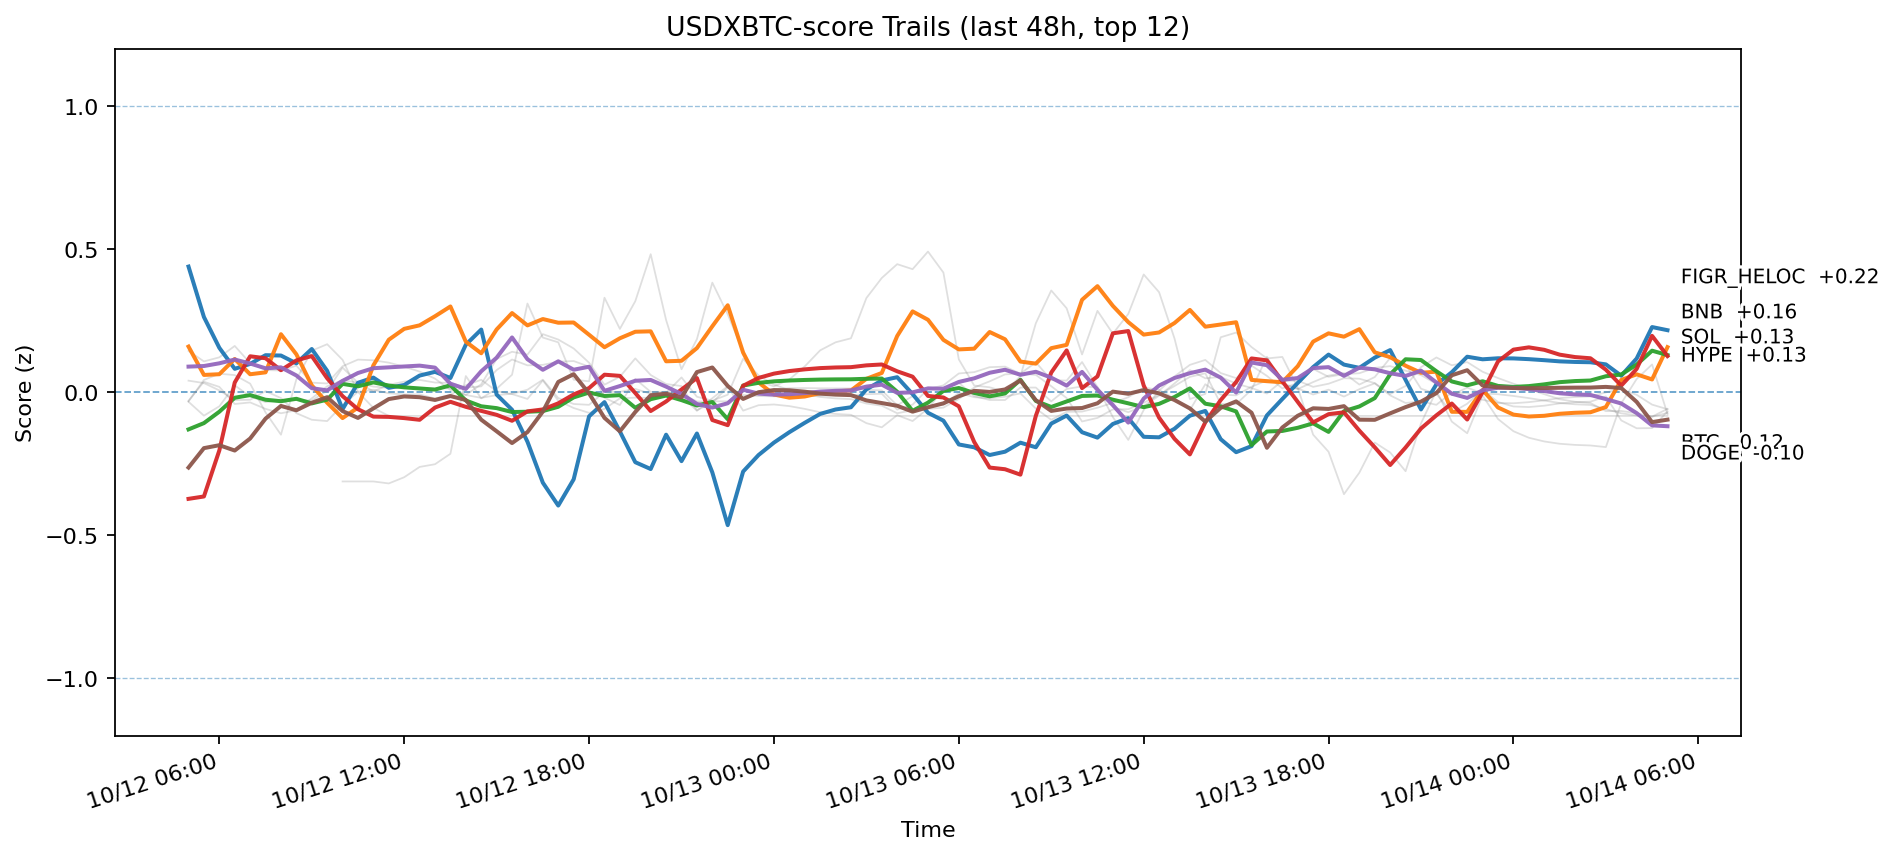 USDXBTC-score Trails (last 48h, top 12)
Score (z)
1.0
0.5
0.0
−0.5
−1.0
FIGR_HELOC +0.22
BNB +0.16
SOL +0.13
HYPE +0.13
BTC -0.12
DOGE -0.10
10/12 06:00
10/12 12:00
10/12 18:00
10/13 00:00
10/13 06:00
10/13 12:00
10/13 18:00
10/14 00:00
10/14 06:00
Time